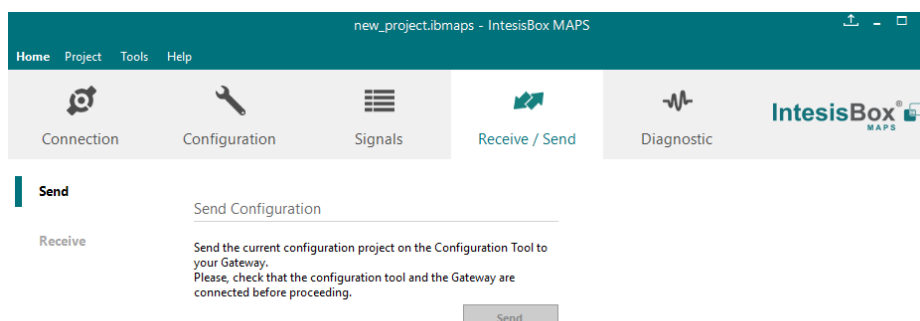 new_project.ibmaps - IntesisBox MAPS
Home Project Tools Help
Connection Configuration Signals Receive / Send Diagnostic
IntesisBox®
MAPS
Send
Send Configuration
Receive
Send the current configuration project on the Configuration Tool to
your Gateway.
Please, check that the configuration tool and the Gateway are
connected before proceeding.
Send